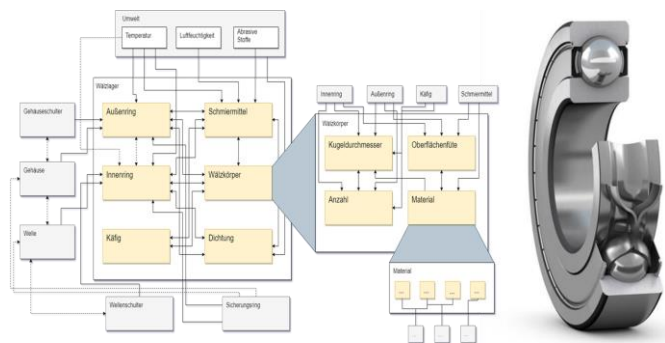 Umwelt
Temperatur
Luftfeuchtigkeit
Abrasive
Stoffe
Wälzlager
Innenring
Außenring
Käfig
Schmiermittel
Wälzkörper
Gehäuseschulter
Außenring
Schmiermittel
Kugeldurchmesser
Oberflächenfüte
Gehäuse
Innenring
Wälzkörper
Anzahl
Material
Welle
Käfig
Dichtung
Material
Wellenschulter
Sicherungsring